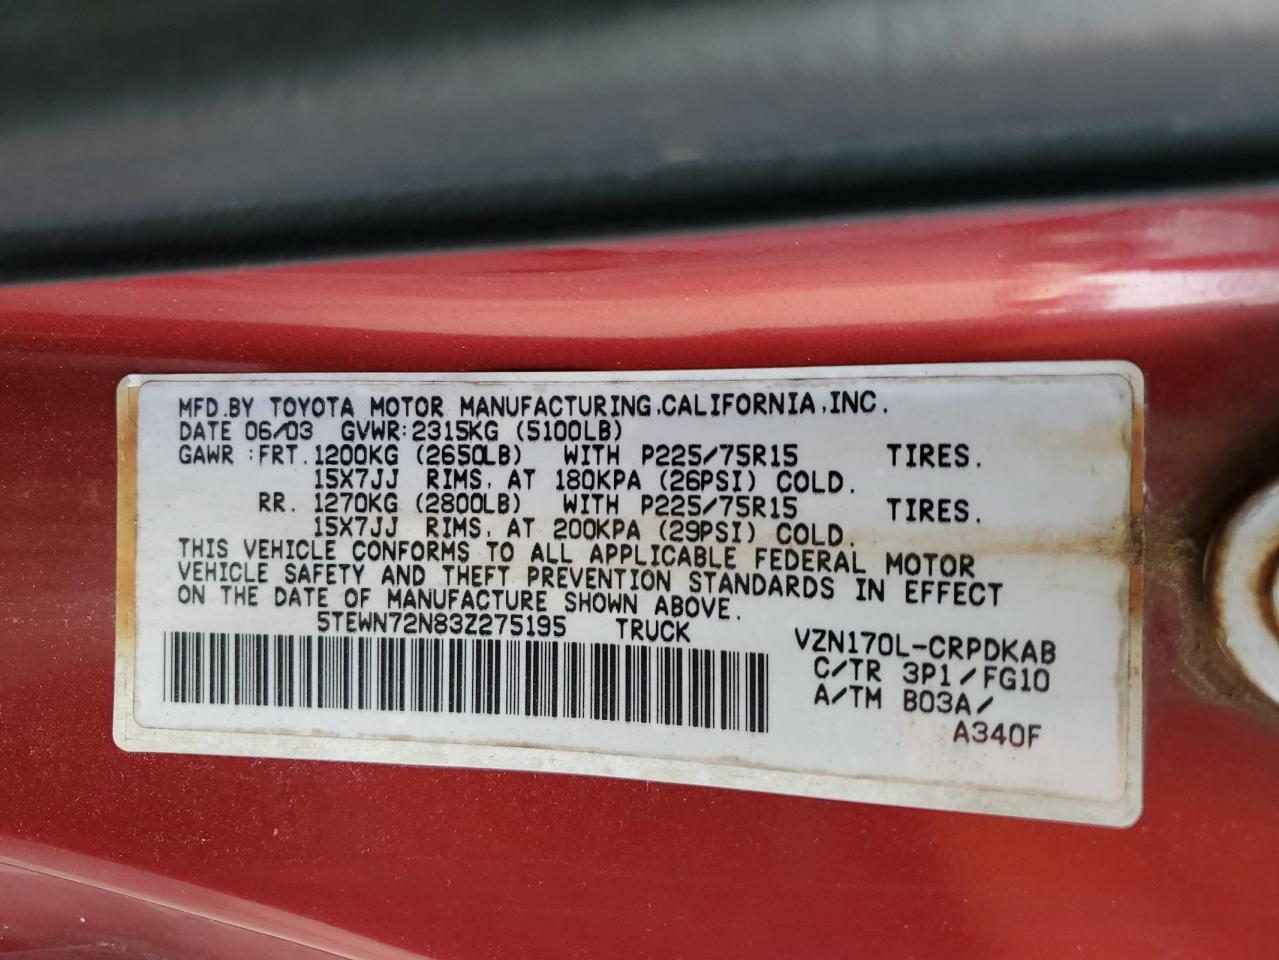 MFD.BY TOYOTA MOTOR MANUFACTURING.CALIFORNIA,INC.
DATE 06/03 GVWR:2315KG (5100LB)
GAWR :FRT. 1200KG (2650LB) WITH P225/75R15 TIRES.
15X7JJ RIMS, AT 180KPA (26PSI) COLD.
RR. 1270KG (2800LB) WITH P225/75R15 TIRES.
15X7JJ RIMS, AT 200KPA (29PSI) COLD.
THIS VEHICLE CONFORMS TO ALL APPLICABLE FEDERAL MOTOR
VEHICLE SAFETY AND THEFT PREVENTION STANDARDS IN EFFECT
ON THE DATE OF MANUFACTURE SHOWN ABOVE.
5TEWN72N83Z275195 TRUCK VZN170L-CRPDKAB
C/TR 3P1/FG10
A/TM B03A/
A340F